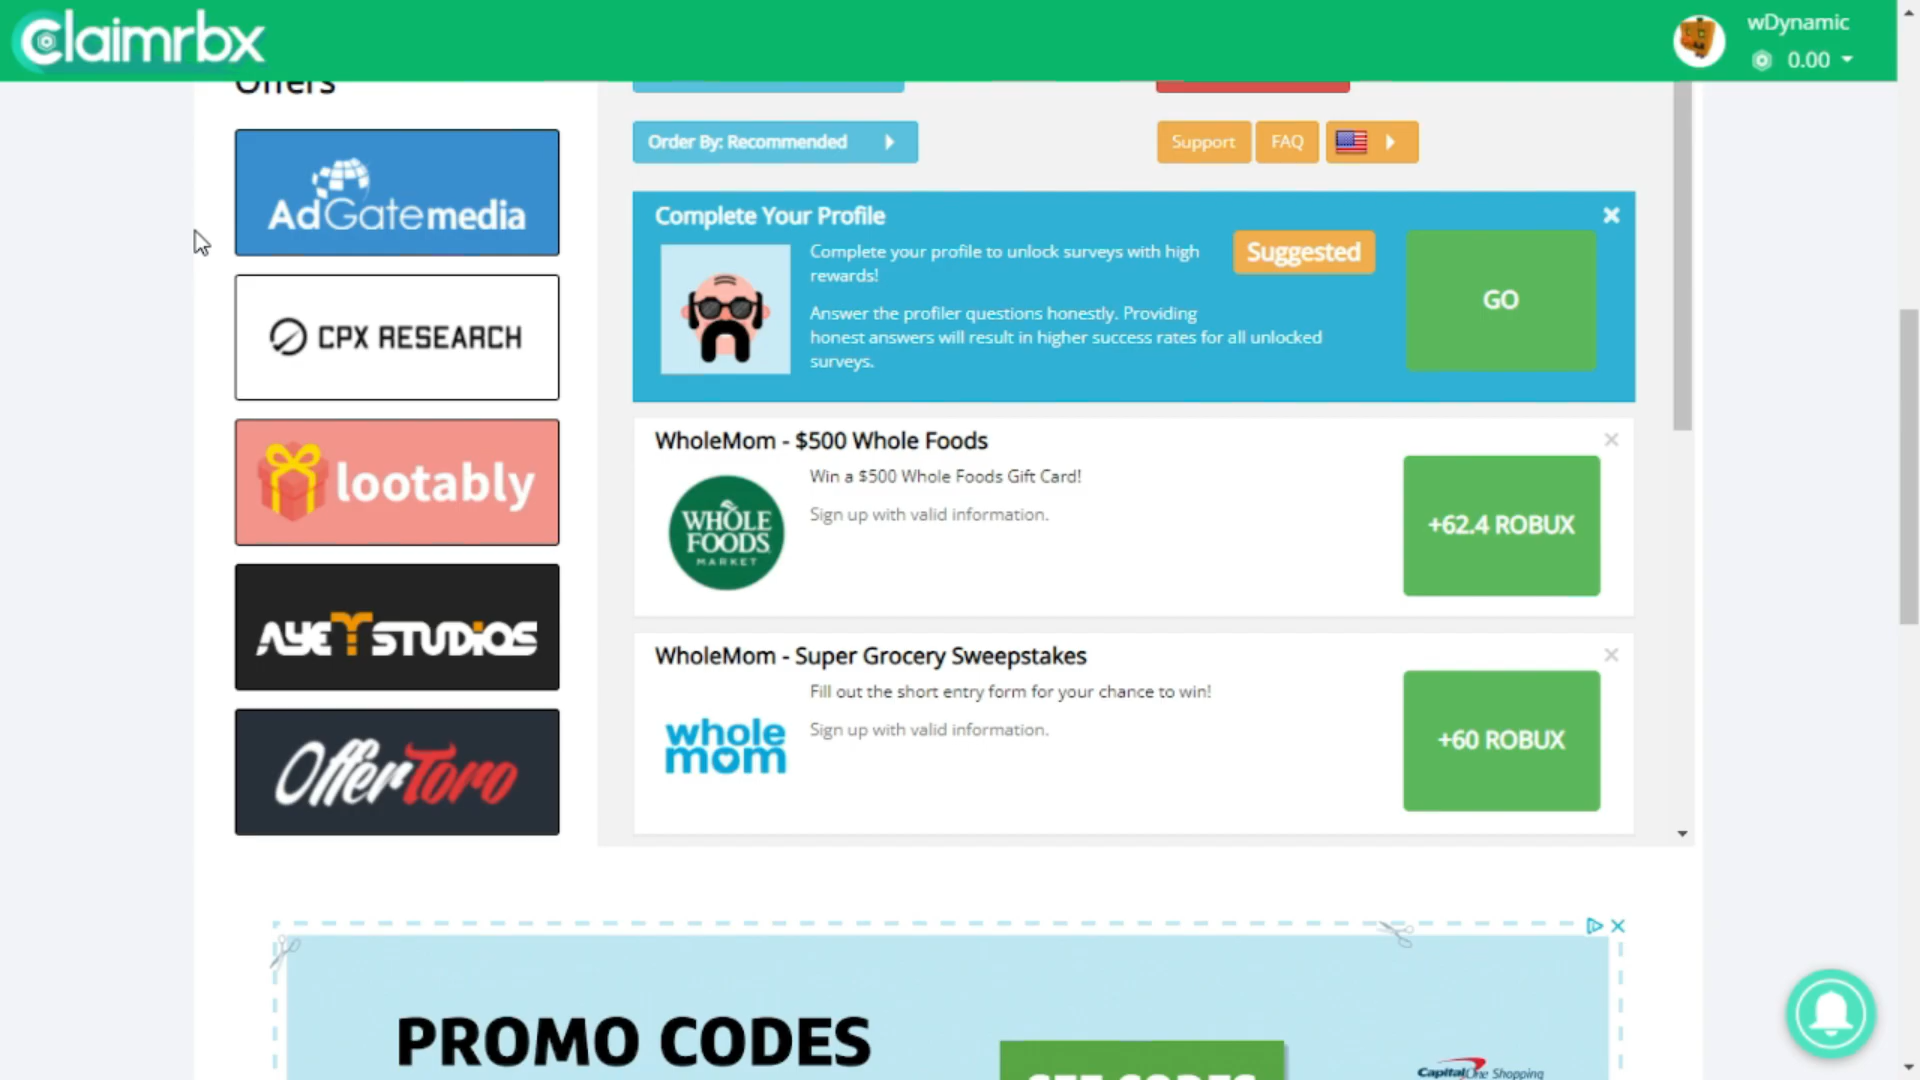 Claimrbx
wDynamic
0.00
Offers
AdGatemedia
CPX RESEARCH
lootably
AYETSTUDIOS
OfferToro
Order By: Recommended
Support
FAQ
Complete Your Profile
Complete your profile to unlock surveys with high
rewards!
Suggested
GO
Answer the profiler questions honestly. Providing
honest answers will result in higher success rates for all unlocked
surveys.
WholeMom - $500 Whole Foods
Win a $500 Whole Foods Gift Card!
Sign up with valid information.
WHOLE
FOODS
MARKET
+62.4 ROBUX
WholeMom - Super Grocery Sweepstakes
Fill out the short entry form for your chance to win!
Sign up with valid information.
whole
mom
+60 ROBUX
PROMO CODES
GET CODES
CapitalOne Shopping